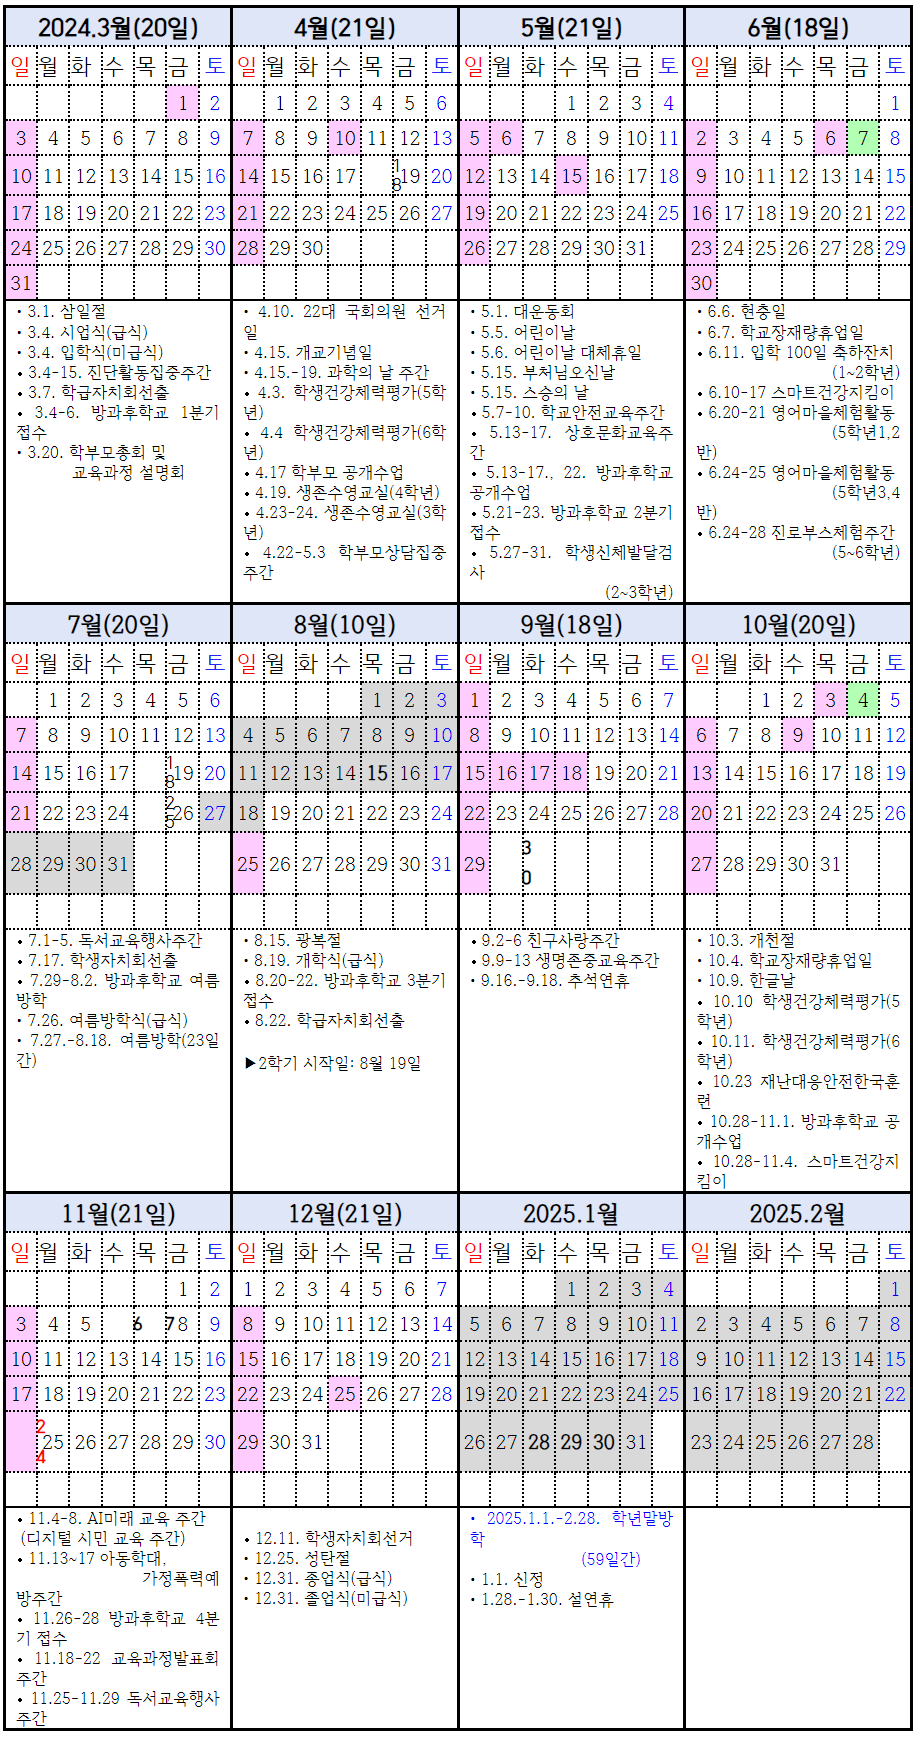 2024.3월(20일) 4월(21일) 5월(21일) 6월(18일)
일 월 화 수 목 금 토 일 월 화 수 목 금 토 일 월 화 수 목 금 토 일 월 화 수 목 금 토
1 2 1 2 3 4 5 6 1 2 3 4 1
3 4 5 6 7 8 9 7 8 9 10 11 12 13 5 6 7 8 9 10 11 2 3 4 5 6 7 8
10 11 12 13 14 15 16 14 15 16 17 18 19 20 12 13 14 15 16 17 18 9 10 11 12 13 14 15
17 18 19 20 21 22 23 21 22 23 24 25 26 27 19 20 21 22 23 24 25 16 17 18 19 20 21 22
24 25 26 27 28 29 30 28 29 30 26 27 28 29 30 31 23 24 25 26 27 28 29
31 30
• 3.1. 삼일절
• 3.4. 시업식(급식)
• 3.4. 입학식(미급식)
• 3.4-15. 진단활동집중주간
• 3.7. 학급자치회선출
• 3.4-6. 방과후학교 1분기
접수
• 3.20. 학부모총회 및
교육과정 설명회
• 4.10. 22대 국회의원 선거
일
• 4.15. 개교기념일
• 4.15.-19. 과학의 날 주간
• 4.3. 학생건강체력평가(5학
년)
• 4.4 학생건강체력평가(6학
년)
• 4.17 학부모 공개수업
• 4.19. 생존수영교실(4학년)
• 4.23-24. 생존수영교실(3학
년)
• 4.22-5.3 학부모상담집중
주간
• 5.1. 대운동회
• 5.5. 어린이날
• 5.6. 어린이날 대체휴일
• 5.15. 부처님오신날
• 5.15. 스승의 날
• 5.7-10. 학교안전교육주간
• 5.13-17. 상호문화교육주
간
• 5.13-17., 22. 방과후학교
공개수업
• 5.21-23. 방과후학교 2분기
접수
• 5.27-31. 학생신체발달검
사
(2~3학년)
• 6.6. 현충일
• 6.7. 학교장재량휴업일
• 6.11. 입학 100일 축하잔치
(1~2학년)
• 6.10-17 스마트건강지킴이
• 6.20-21 영어마을체험활동
(5학년1,2
반)
• 6.24-25 영어마을체험활동
(5학년3,4
반)
• 6.24-28 진로부스체험주간
(5~6학년)
7월(20일) 8월(10일) 9월(18일) 10월(20일)
일 월 화 수 목 금 토 일 월 화 수 목 금 토 일 월 화 수 목 금 토 일 월 화 수 목 금 토
1 2 3 4 5 6 1 2 3 1 2 3 4 5 6 7 1 2 3 4 5
7 8 9 10 11 12 13 4 5 6 7 8 9 10 8 9 10 11 12 13 14 6 7 8 9 10 11 12
14 15 16 17 18 19 20 11 12 13 14 15 16 17 15 16 17 18 19 20 21 13 14 15 16 17 18 19
21 22 23 24 25 26 27 18 19 20 21 22 23 24 22 23 24 25 26 27 28 20 21 22 23 24 25 26
28 29 30 31 25 26 27 28 29 30 31 29 30 27 28 29 30 31
• 7.1-5. 독서교육행사주간
• 7.17. 학생자치회선출
• 7.29-8.2. 방과후학교 여름
방학
• 7.26. 여름방학식(급식)
• 7.27.-8.18. 여름방학(23일
간)
• 8.15. 광복절
• 8.19. 개학식(급식)
• 8.20-22. 방과후학교 3분기
접수
• 8.22. 학급자치회선출
▶2학기 시작일: 8월 19일
• 9.2-6 친구사랑주간
• 9.9-13 생명존중교육주간
• 9.16.-9.18. 추석연휴
• 10.3. 개천절
• 10.4. 학교장재량휴업일
• 10.9. 한글날
• 10.10 학생건강체력평가(5
학년)
• 10.11. 학생건강체력평가(6
학년)
• 10.23 재난대응안전한국훈
련
• 10.28-11.1. 방과후학교 공
개수업
• 10.28-11.4. 스마트건강지
킴이
11월(21일) 12월(21일) 2025.1월 2025.2월
일 월 화 수 목 금 토 일 월 화 수 목 금 토 일 월 화 수 목 금 토 일 월 화 수 목 금 토
1 2 1 2 3 4 5 6 7 1 2 3 4 1
3 4 5 6 7 8 9 8 9 10 11 12 13 14 5 6 7 8 9 10 11 2 3 4 5 6 7 8
10 11 12 13 14 15 16 15 16 17 18 19 20 21 12 13 14 15 16 17 18 9 10 11 12 13 14 15
17 18 19 20 21 22 23 22 23 24 25 26 27 28 19 20 21 22 23 24 25 16 17 18 19 20 21 22
24 25 26 27 28 29 30 29 30 31 26 27 28 29 30 31 23 24 25 26 27 28
• 11.4-8. AI미래 교육 주간
(디지털 시민 교육 주간)
• 11.13~17 아동학대,
가정폭력예
방주간
• 11.26-28 방과후학교 4분
기 접수
• 11.18-22 교육과정발표회
주간
• 11.25-11.29 독서교육행사
주간
• 12.11. 학생자치회선거
• 12.25. 성탄절
• 12.31. 종업식(급식)
• 12.31. 졸업식(미급식)
• 2025.1.1.-2.28. 학년말방
학
(59일간)
• 1.1. 신정
• 1.28.-1.30. 설연휴